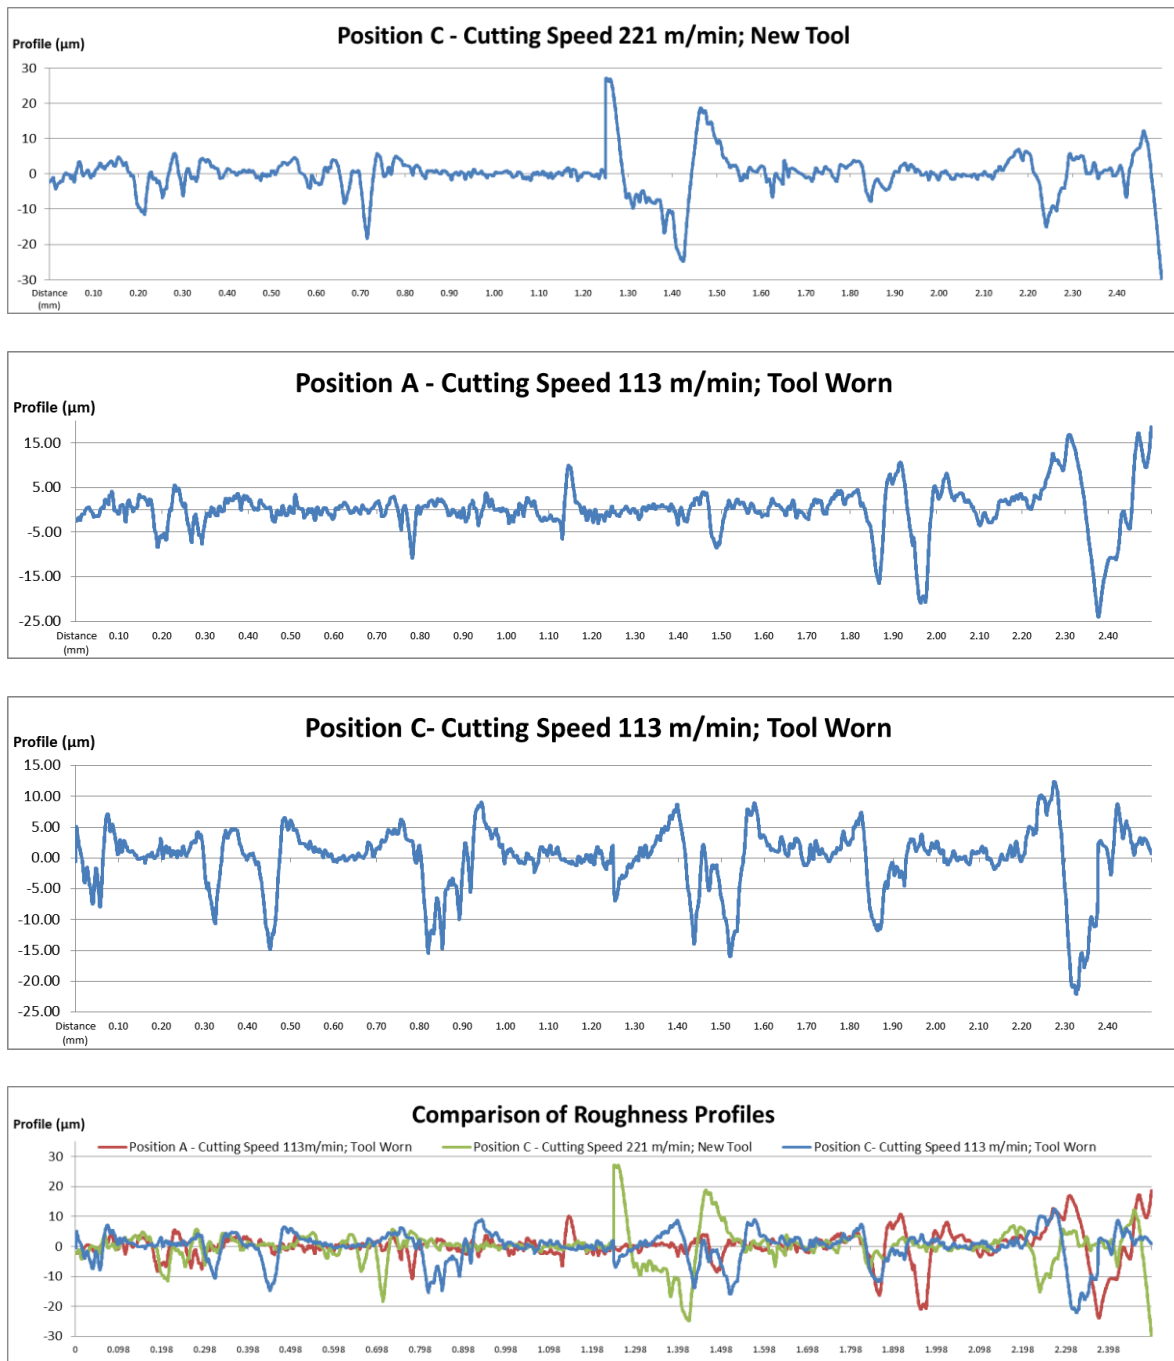 Position C - Cutting Speed 221 m/min; New Tool
Profile (µm)
30
20
10
0
-10
-20
-30
Distance (mm) 0.10 0.20 0.30 0.40 0.50 0.60 0.70 0.80 0.90 1.00 1.10 1.20 1.30 1.40 1.50 1.60 1.70 1.80 1.90 2.00 2.10 2.20 2.30 2.40
Position A - Cutting Speed 113 m/min; Tool Worn
Profile (µm)
15.00
5.00
-5.00
-15.00
-25.00
Distance (mm) 0.10 0.20 0.30 0.40 0.50 0.60 0.70 0.80 0.90 1.00 1.10 1.20 1.30 1.40 1.50 1.60 1.70 1.80 1.90 2.00 2.10 2.20 2.30 2.40
Position C- Cutting Speed 113 m/min; Tool Worn
Profile (µm)
15.00
10.00
5.00
0.00
-5.00
-10.00
-15.00
-20.00
-25.00
Distance (mm) 0.10 0.20 0.30 0.40 0.50 0.60 0.70 0.80 0.90 1.00 1.10 1.20 1.30 1.40 1.50 1.60 1.70 1.80 1.90 2.00 2.10 2.20 2.30 2.40
Comparison of Roughness Profiles
Profile (µm)
Position A - Cutting Speed 113m/min; Tool Worn Position C - Cutting Speed 221 m/min; New Tool Position C- Cutting Speed 113 m/min; Tool Worn
30
20
10
0
-10
-20
-30
0 0.098 0.198 0.298 0.398 0.498 0.598 0.698 0.798 0.898 0.998 1.098 1.198 1.298 1.398 1.498 1.598 1.698 1.798 1.898 1.998 2.098 2.198 2.298 2.398